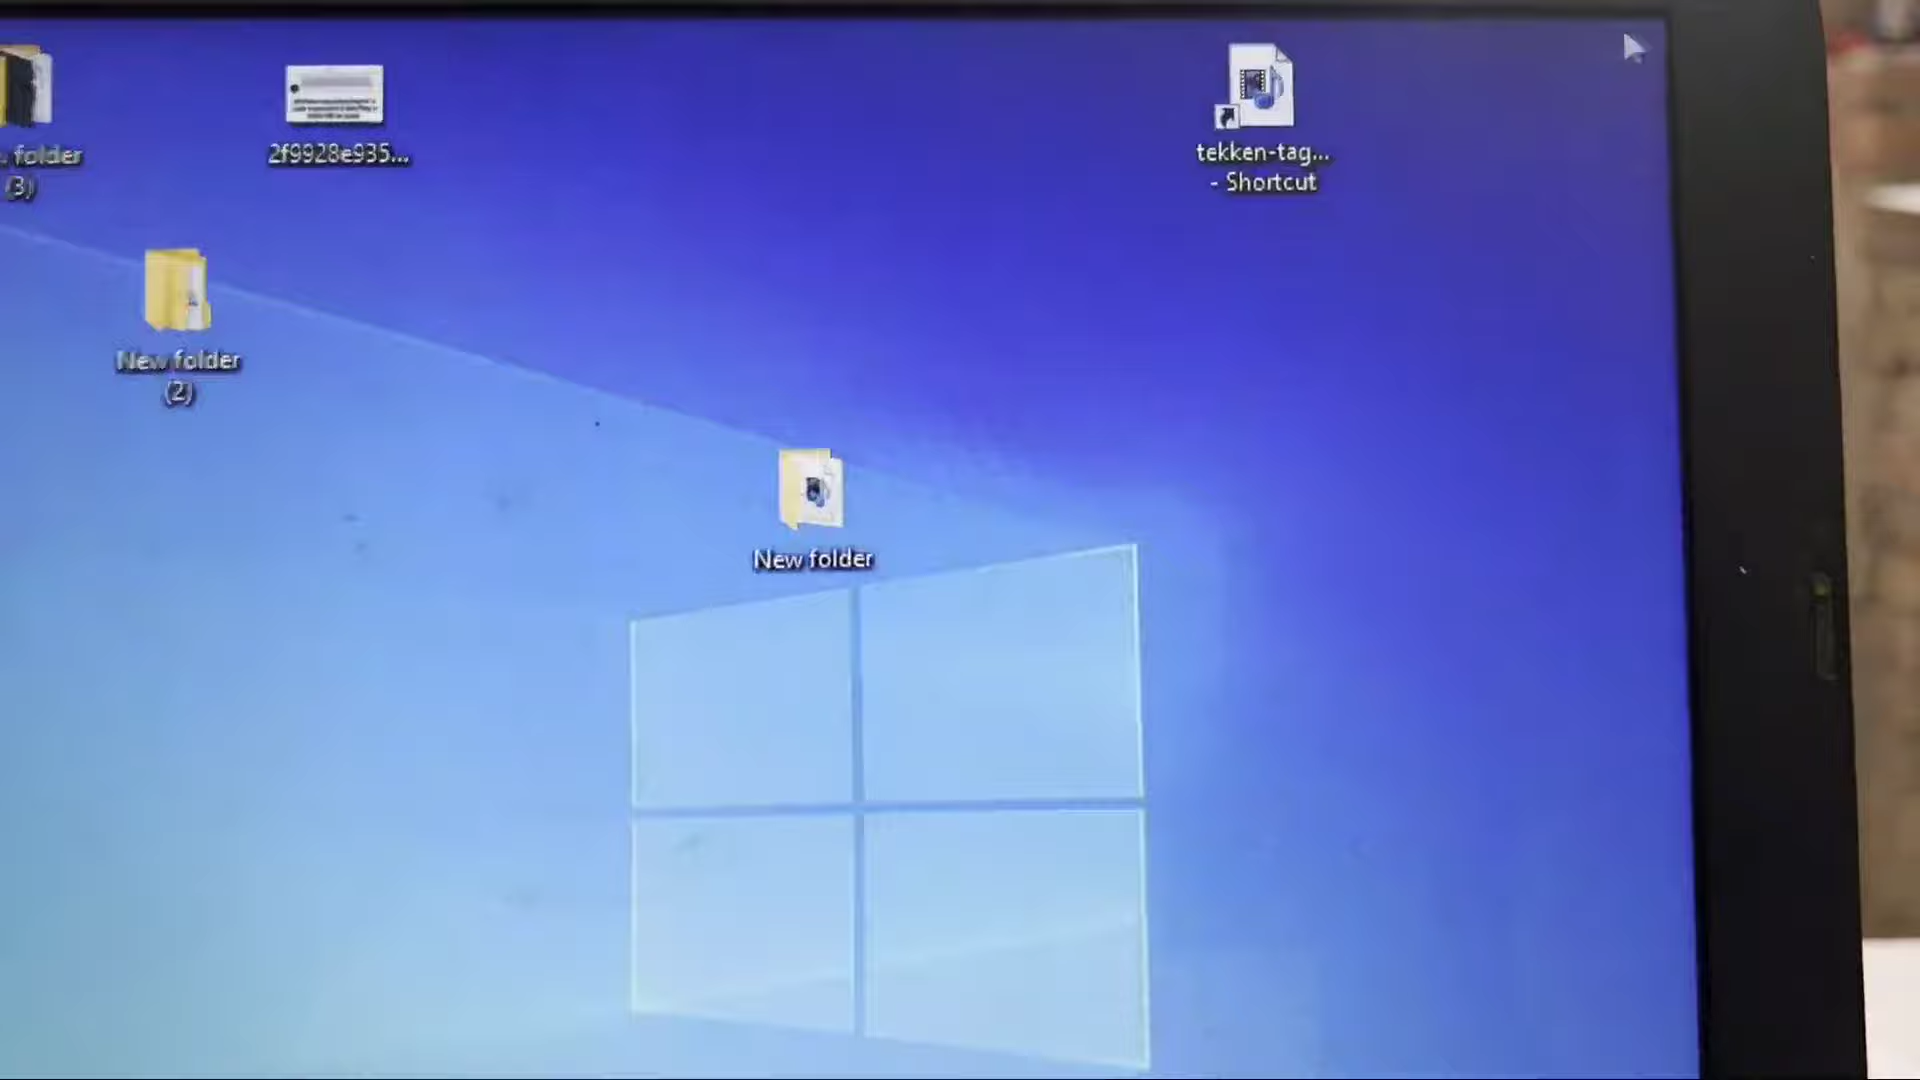 folder
(3)
2f9928e935...
tekken-tag...
- Shortcut
New folder
(2)
New folder